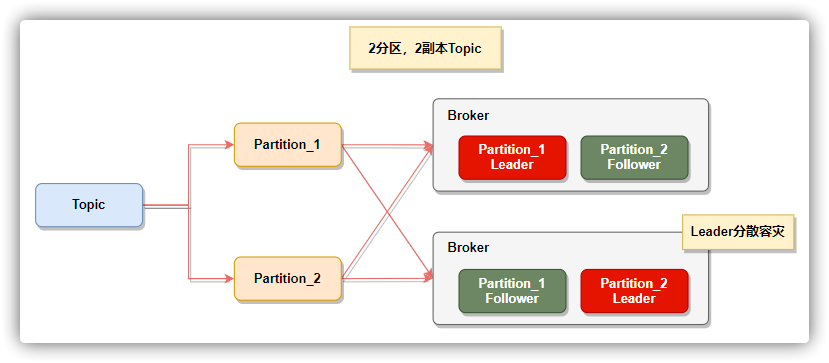 2分区，2副本Topic
Topic
Partition_1
Partition_2
Broker
Partition_1
Leader
Partition_2
Follower
Leader分散容灾
Broker
Partition_1
Follower
Partition_2
Leader